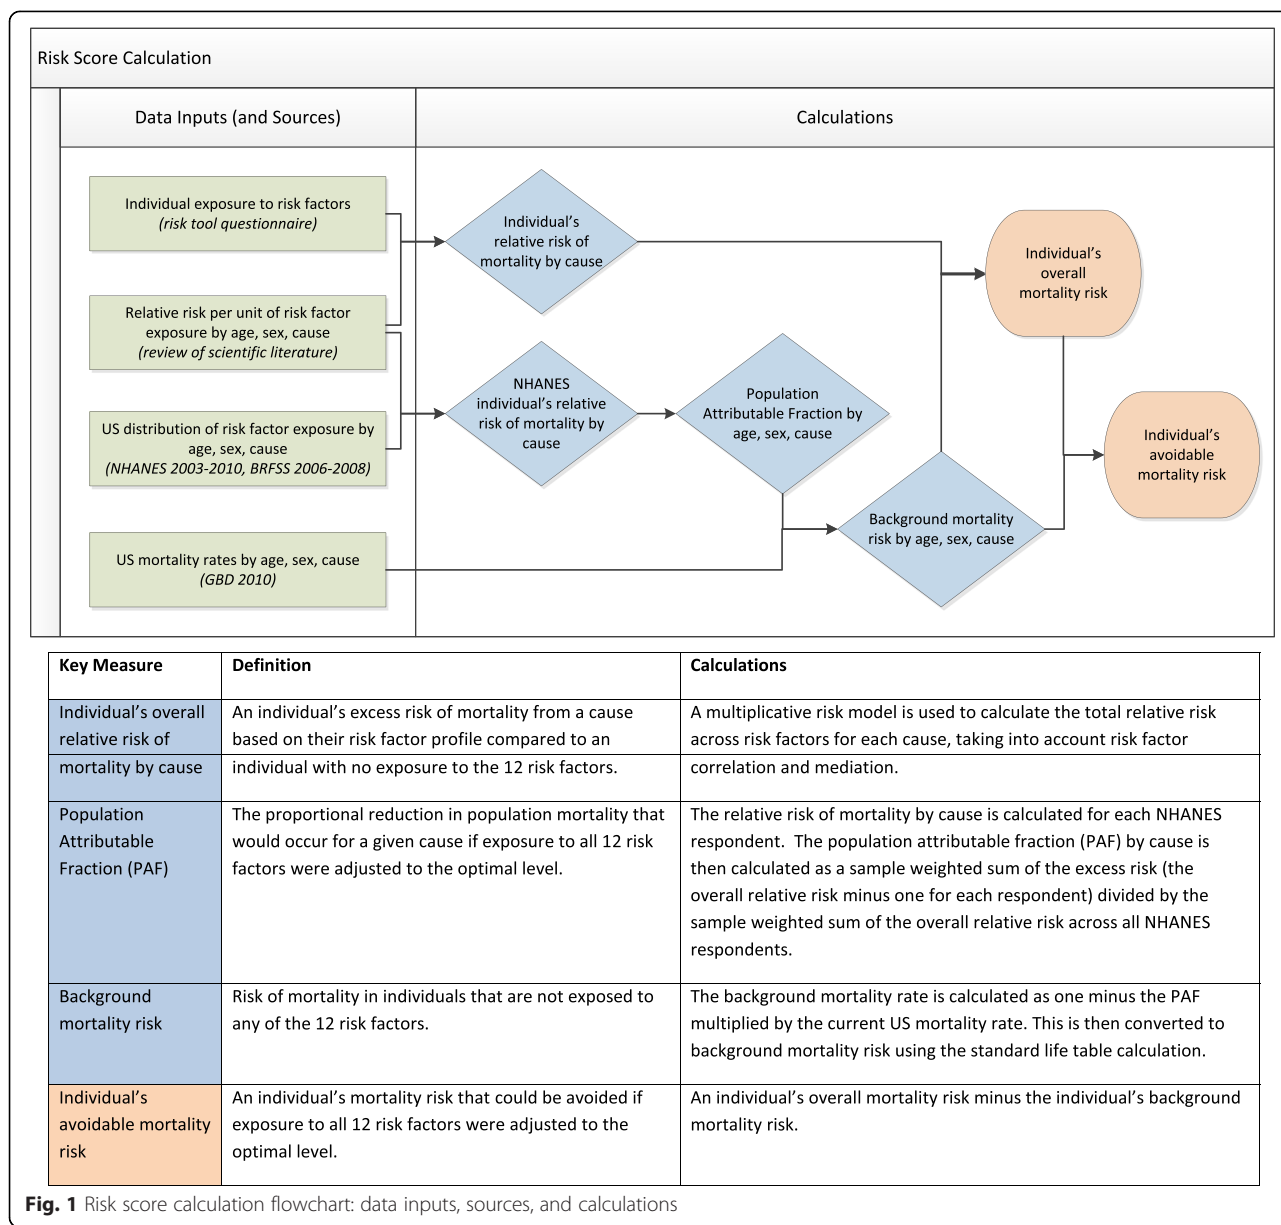 Risk Score Calculation
Data Inputs (and Sources)
Calculations
Individual exposure to risk factors
(risk tool questionnaire)
Relative risk per unit of risk factor
exposure by age, sex, cause
(review of scientific literature)
US distribution of risk factor exposure by
age, sex, cause
(NHANES 2003-2010, BRFSS 2006-2008)
US mortality rates by age, sex, cause
(GBD 2010)
Individual's
relative risk of
mortality by cause
NHANES
individual's relative
risk of mortality by
cause
Population
Attributable Fraction by
age, sex, cause
Background mortality
risk by age, sex, cause
Individual's
overall
mortality risk
Individual's
avoidable
mortality risk
Key Measure
Definition
Calculations
Individual's overall
relative risk of
mortality by cause
An individual's excess risk of mortality from a cause
based on their risk factor profile compared to an
individual with no exposure to the 12 risk factors.
A multiplicative risk model is used to calculate the total relative risk
across risk factors for each cause, taking into account risk factor
correlation and mediation.
Population
Attributable
Fraction (PAF)
The proportional reduction in population mortality that
would occur for a given cause if exposure to all 12 risk
factors were adjusted to the optimal level.
The relative risk of mortality by cause is calculated for each NHANES
respondent.  The population attributable fraction (PAF) by cause is
then calculated as a sample weighted sum of the excess risk (the
overall relative risk minus one for each respondent) divided by the
sample weighted sum of the overall relative risk across all NHANES
respondents.
Background
mortality risk
Risk of mortality in individuals that are not exposed to
any of the 12 risk factors.
The background mortality rate is calculated as one minus the PAF
multiplied by the current US mortality rate. This is then converted to
background mortality risk using the standard life table calculation.
Individual's
avoidable mortality
risk
An individual's mortality risk that could be avoided if
exposure to all 12 risk factors were adjusted to the
optimal level.
An individual's overall mortality risk minus the individual's background
mortality risk.
Fig. 1 Risk score calculation flowchart: data inputs, sources, and calculations